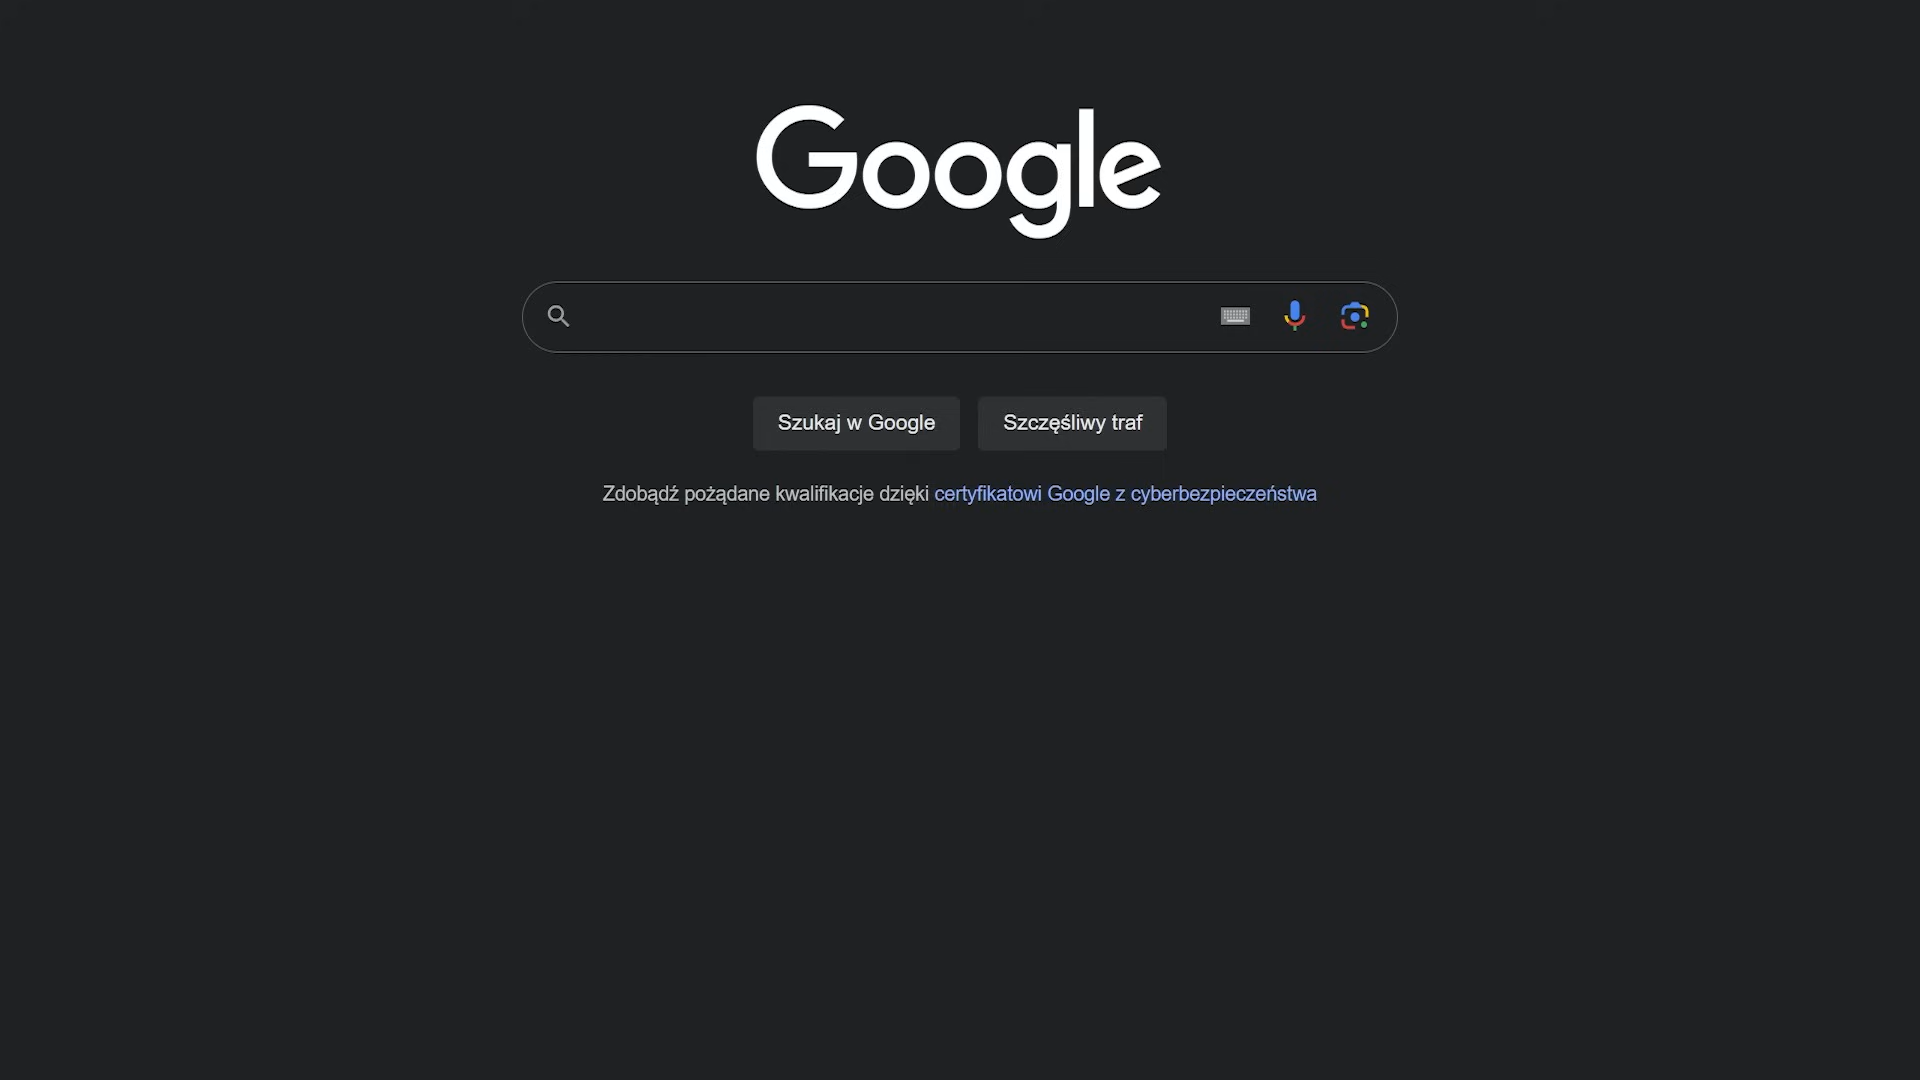 Google
Szukaj w Google
Szczęśliwy traf
Zdobądź pożądane kwalifikacje dzięki certyfikatowi Google z cyberbezpieczeństwa